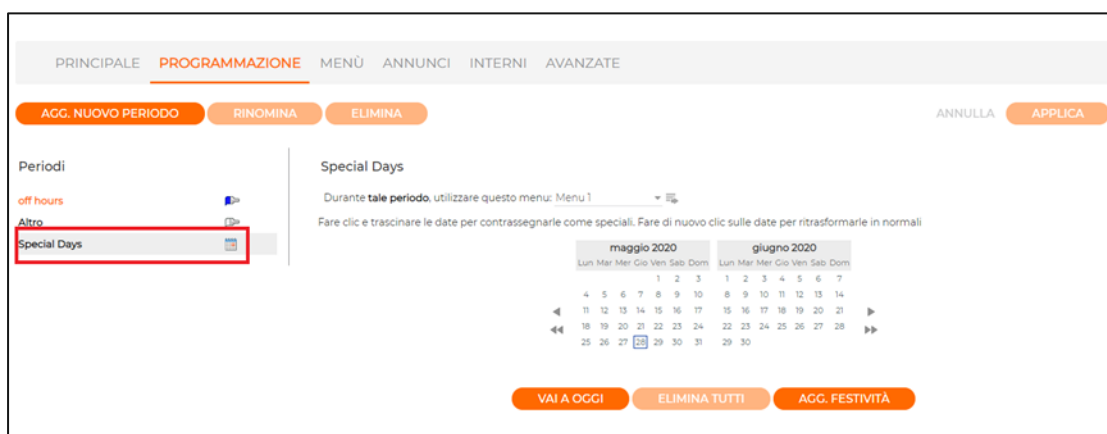 PRINCIPALE PROGRAMMAZIONE MENÙ ANNUNCI INTERNI AVANZATE
AGG. NUOVO PERIODO RINOMINA ELIMINA ANNULLA APPLICA
Periodi
off hours
Altro
Special Days
Special Days
Durante tale periodo, utilizzare questo menu: Menu 1
Fare clic e trascinare le date per contrassegnarle come speciali. Fare di nuovo clic sulle date per ritrasformarle in normali
maggio 2020
Lun Mar Mer Gio Ven Sab Dom
1 2 3
4 5 6 7 8 9 10
11 12 13 14 15 16 17
18 19 20 21 22 23 24
25 26 27 28 29 30 31
giugno 2020
Lun Mar Mer Gio Ven Sab Dom
1 2 3 4 5 6 7
8 9 10 11 12 13 14
15 16 17 18 19 20 21
22 23 24 25 26 27 28
29 30
VAI A OGGI ELIMINA TUTTI AGG. FESTIVITÀ